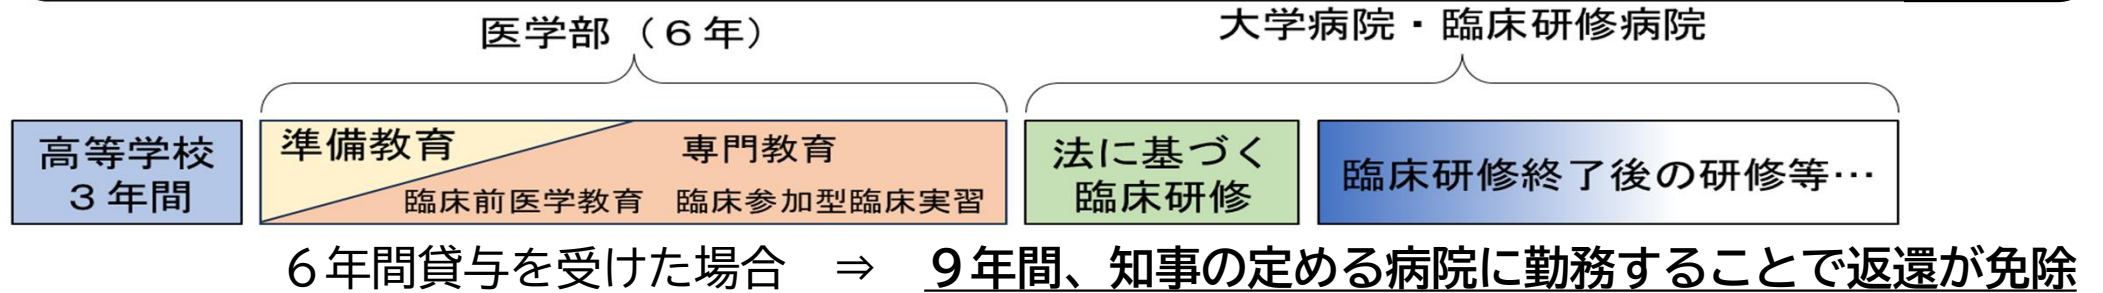 医学部（６年）
大学病院・臨床研修病院
高等学校
３年間
準備教育
専門教育
臨床前医学教育　臨床参加型臨床実習
法に基づく
臨床研修
臨床研修終了後の研修等…
６年間貸与を受けた場合　⇒　９年間、知事の定める病院に勤務することで返還が免除